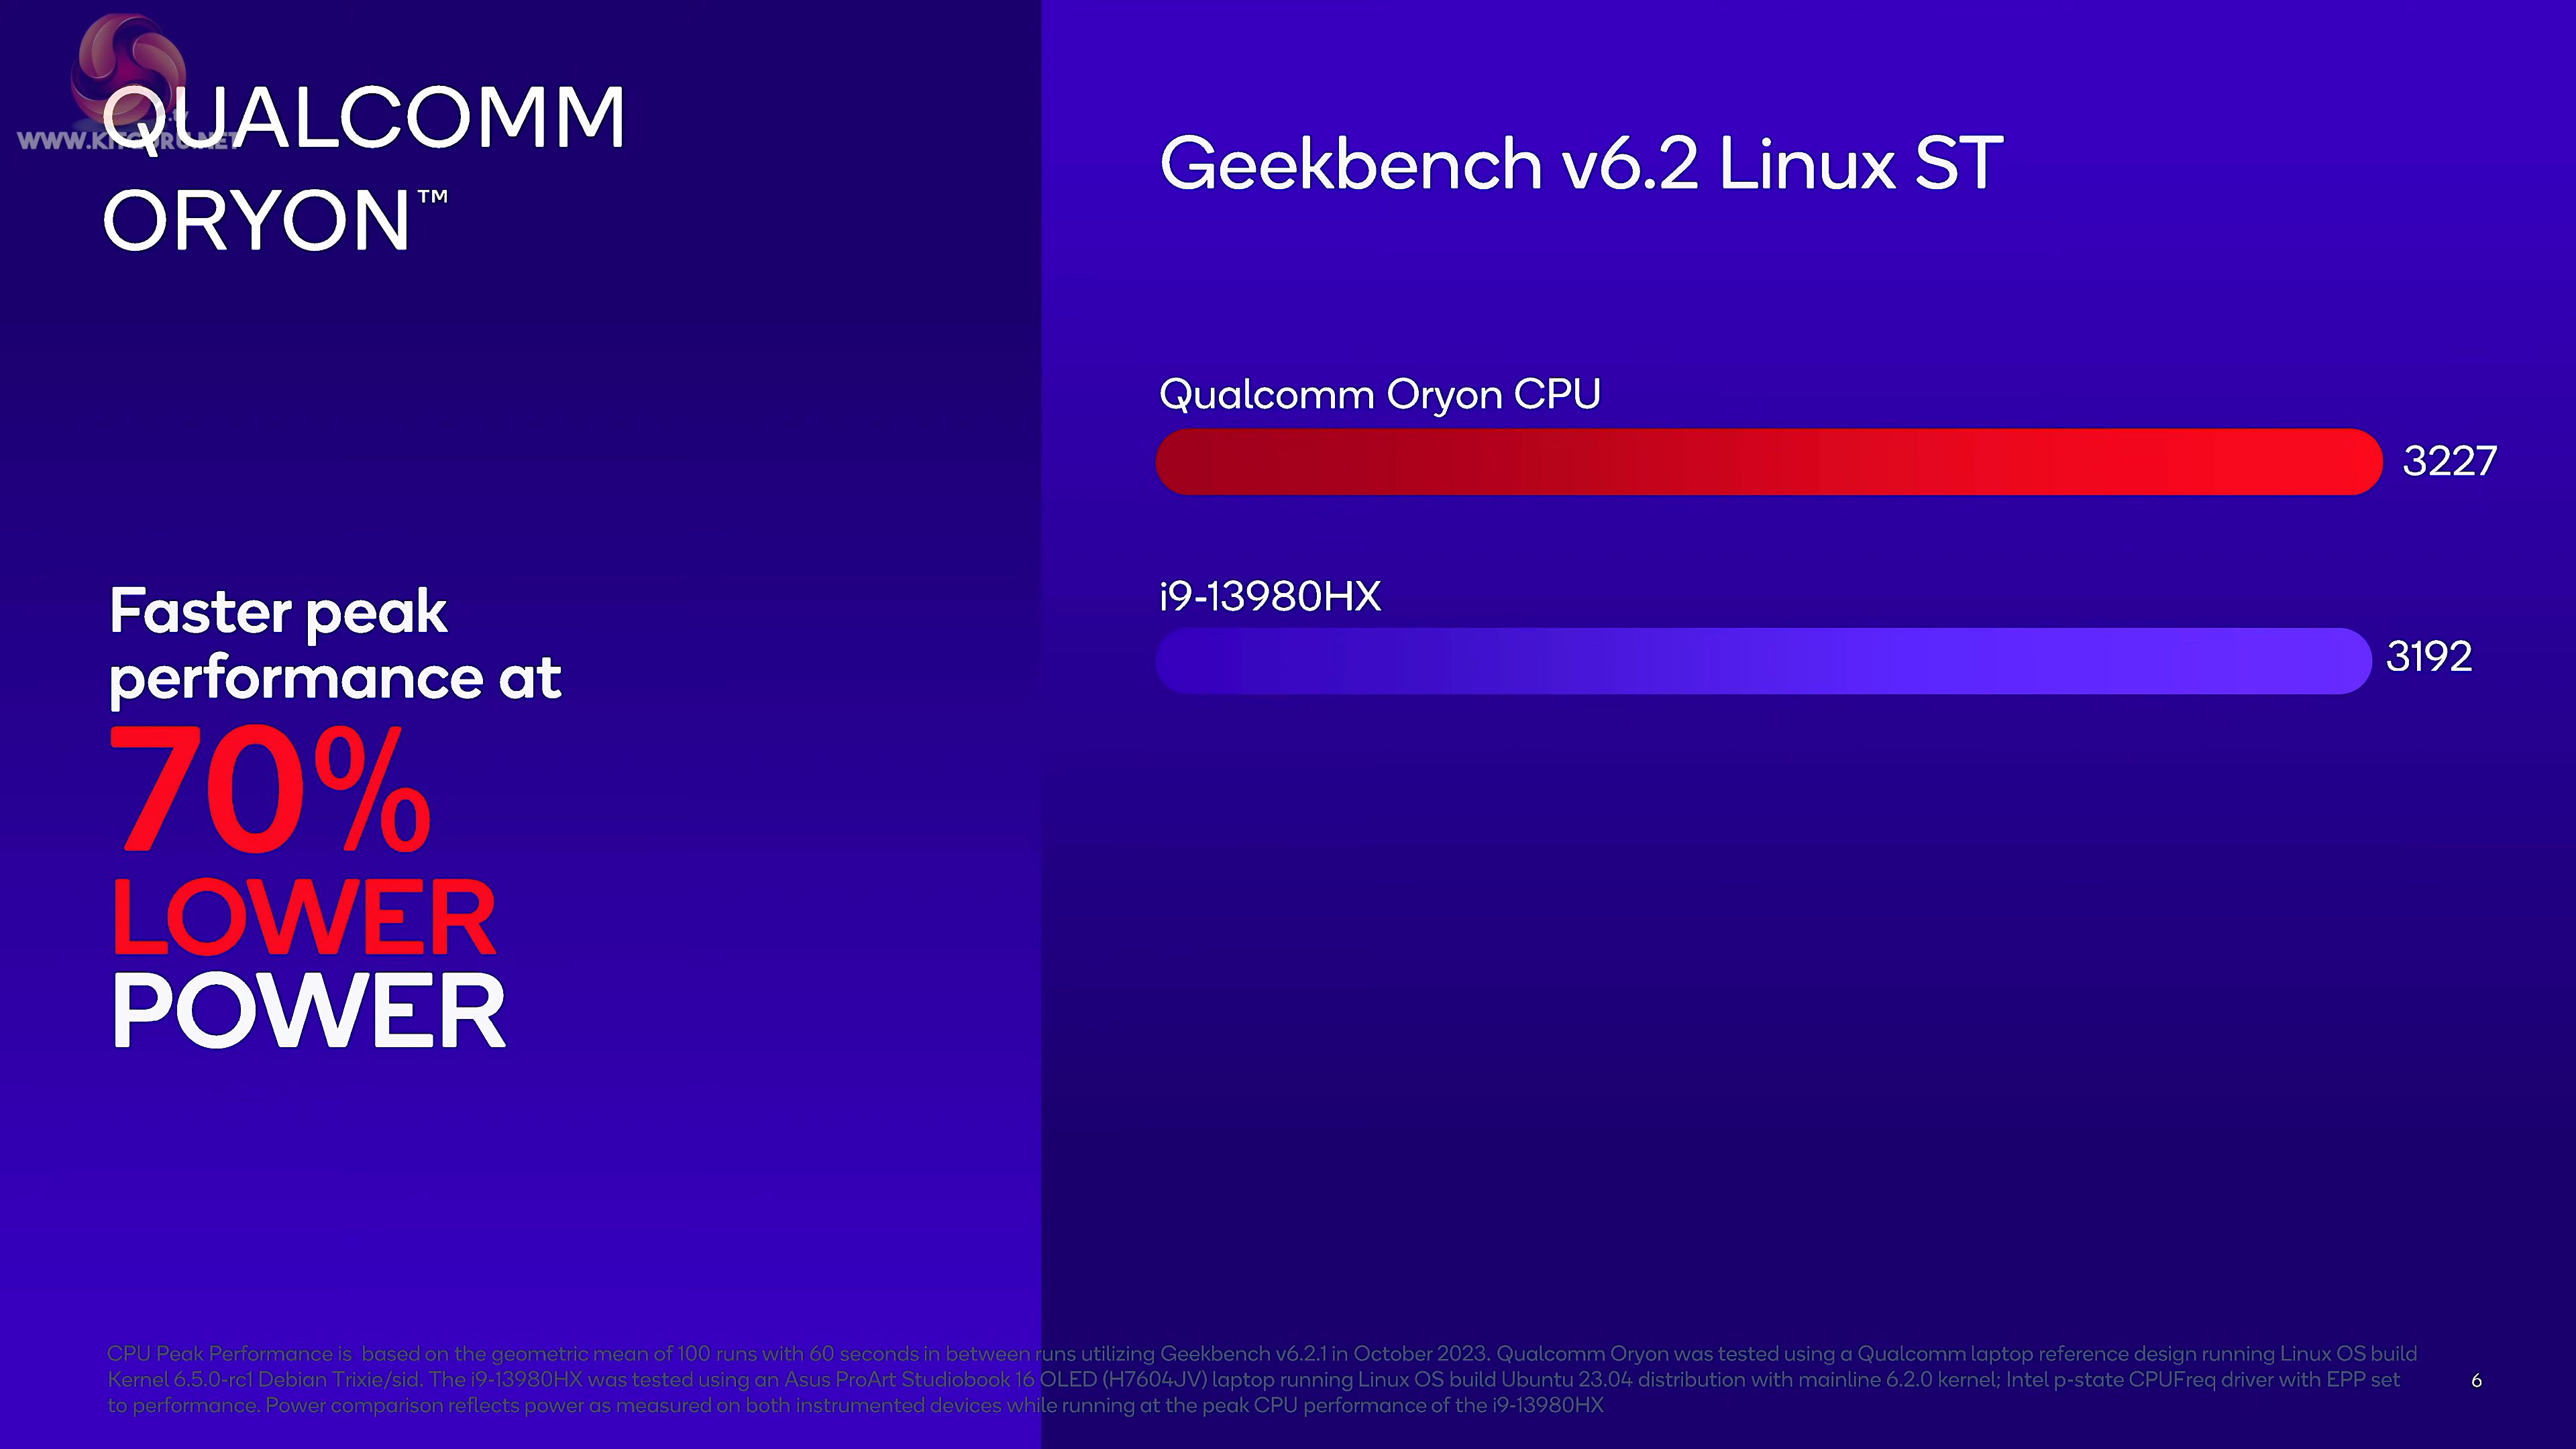 WWW.KITGURU.NET
.tv
QUALCOMM
ORYON™
Faster peak
performance at
70%
LOWER
POWER
Geekbench v6.2 Linux ST
Qualcomm Oryon CPU
3227
i9-13980HX
3192
CPU Peak Performance is  based on the geometric mean of 100 runs with 60 seconds in between runs utilizing Geekbench v6.2.1 in October 2023. Qualcomm Oryon was tested using a Qualcomm laptop reference design running Linux OS build
Kernel 6.5.0-rc1 Debian Trixie/sid. The i9-13980HX was tested using an Asus ProArt Studiobook 16 OLED (H7604JV) laptop running Linux OS build Ubuntu 23.04 distribution with mainline 6.2.0 kernel; Intel p-state CPUFreq driver with EPP set
to performance. Power comparison reflects power as measured on both instrumented devices while running at the peak CPU performance of the i9-13980HX
6